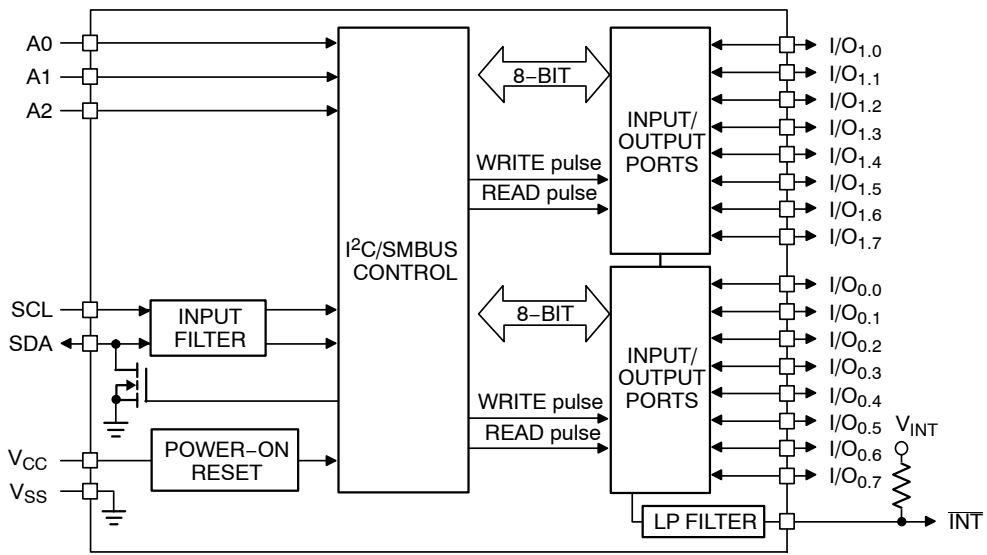 A0
A1
A2
SCL
SDA
VCC
VSS
INPUT
FILTER
POWER−ON
RESET
I²C/SMBUS
CONTROL
8−BIT
WRITE pulse
READ pulse
8−BIT
WRITE pulse
READ pulse
INPUT/
OUTPUT
PORTS
INPUT/
OUTPUT
PORTS
LP FILTER
I/O1.0
I/O1.1
I/O1.2
I/O1.3
I/O1.4
I/O1.5
I/O1.6
I/O1.7
I/O0.0
I/O0.1
I/O0.2
I/O0.3
I/O0.4
I/O0.5
I/O0.6
I/O0.7
VINT
INT